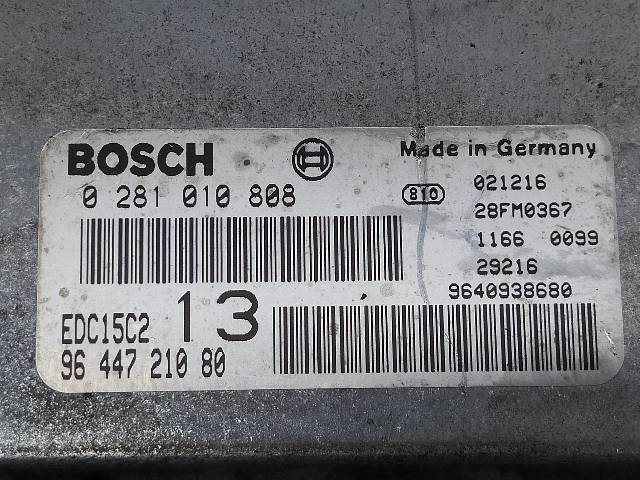 BOSCH
Made in Germany
0 281 010 808
810
021216
28FM0367
1166 0099
29216
9640938680
EDC15C2
13
96 447 210 80